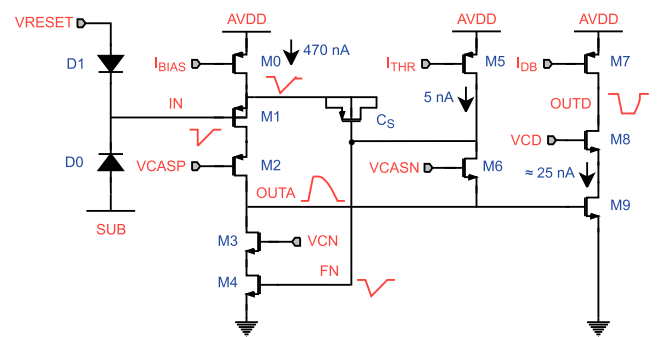 VRESET
AVDD
AVDD
AVDD
D1
IBIAS
M0
470 nA
ITHR
M5
IDB
M7
IN
M1
CS
5 nA
OUTD
D0
VCASP
M2
VCASN
M6
VCD
M8
OUTA
≈ 25 nA
M9
SUB
M3
VCN
M4
FN